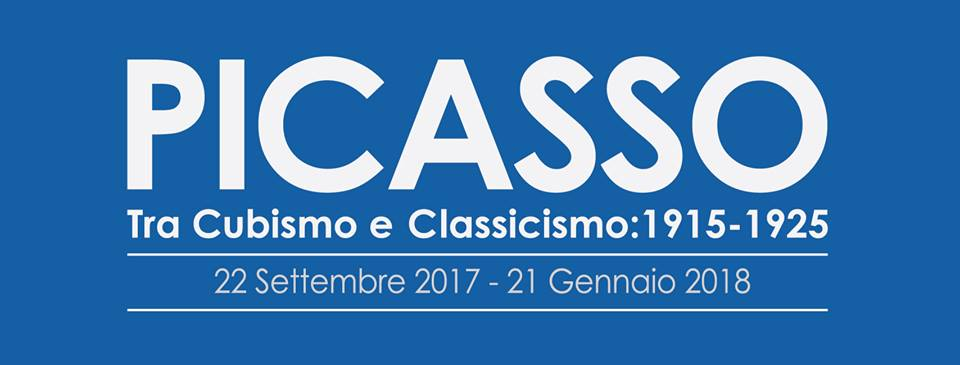 PICASSO
Tra Cubismo e Classicismo:1915-1925
22 Settembre 2017 - 21 Gennaio 2018